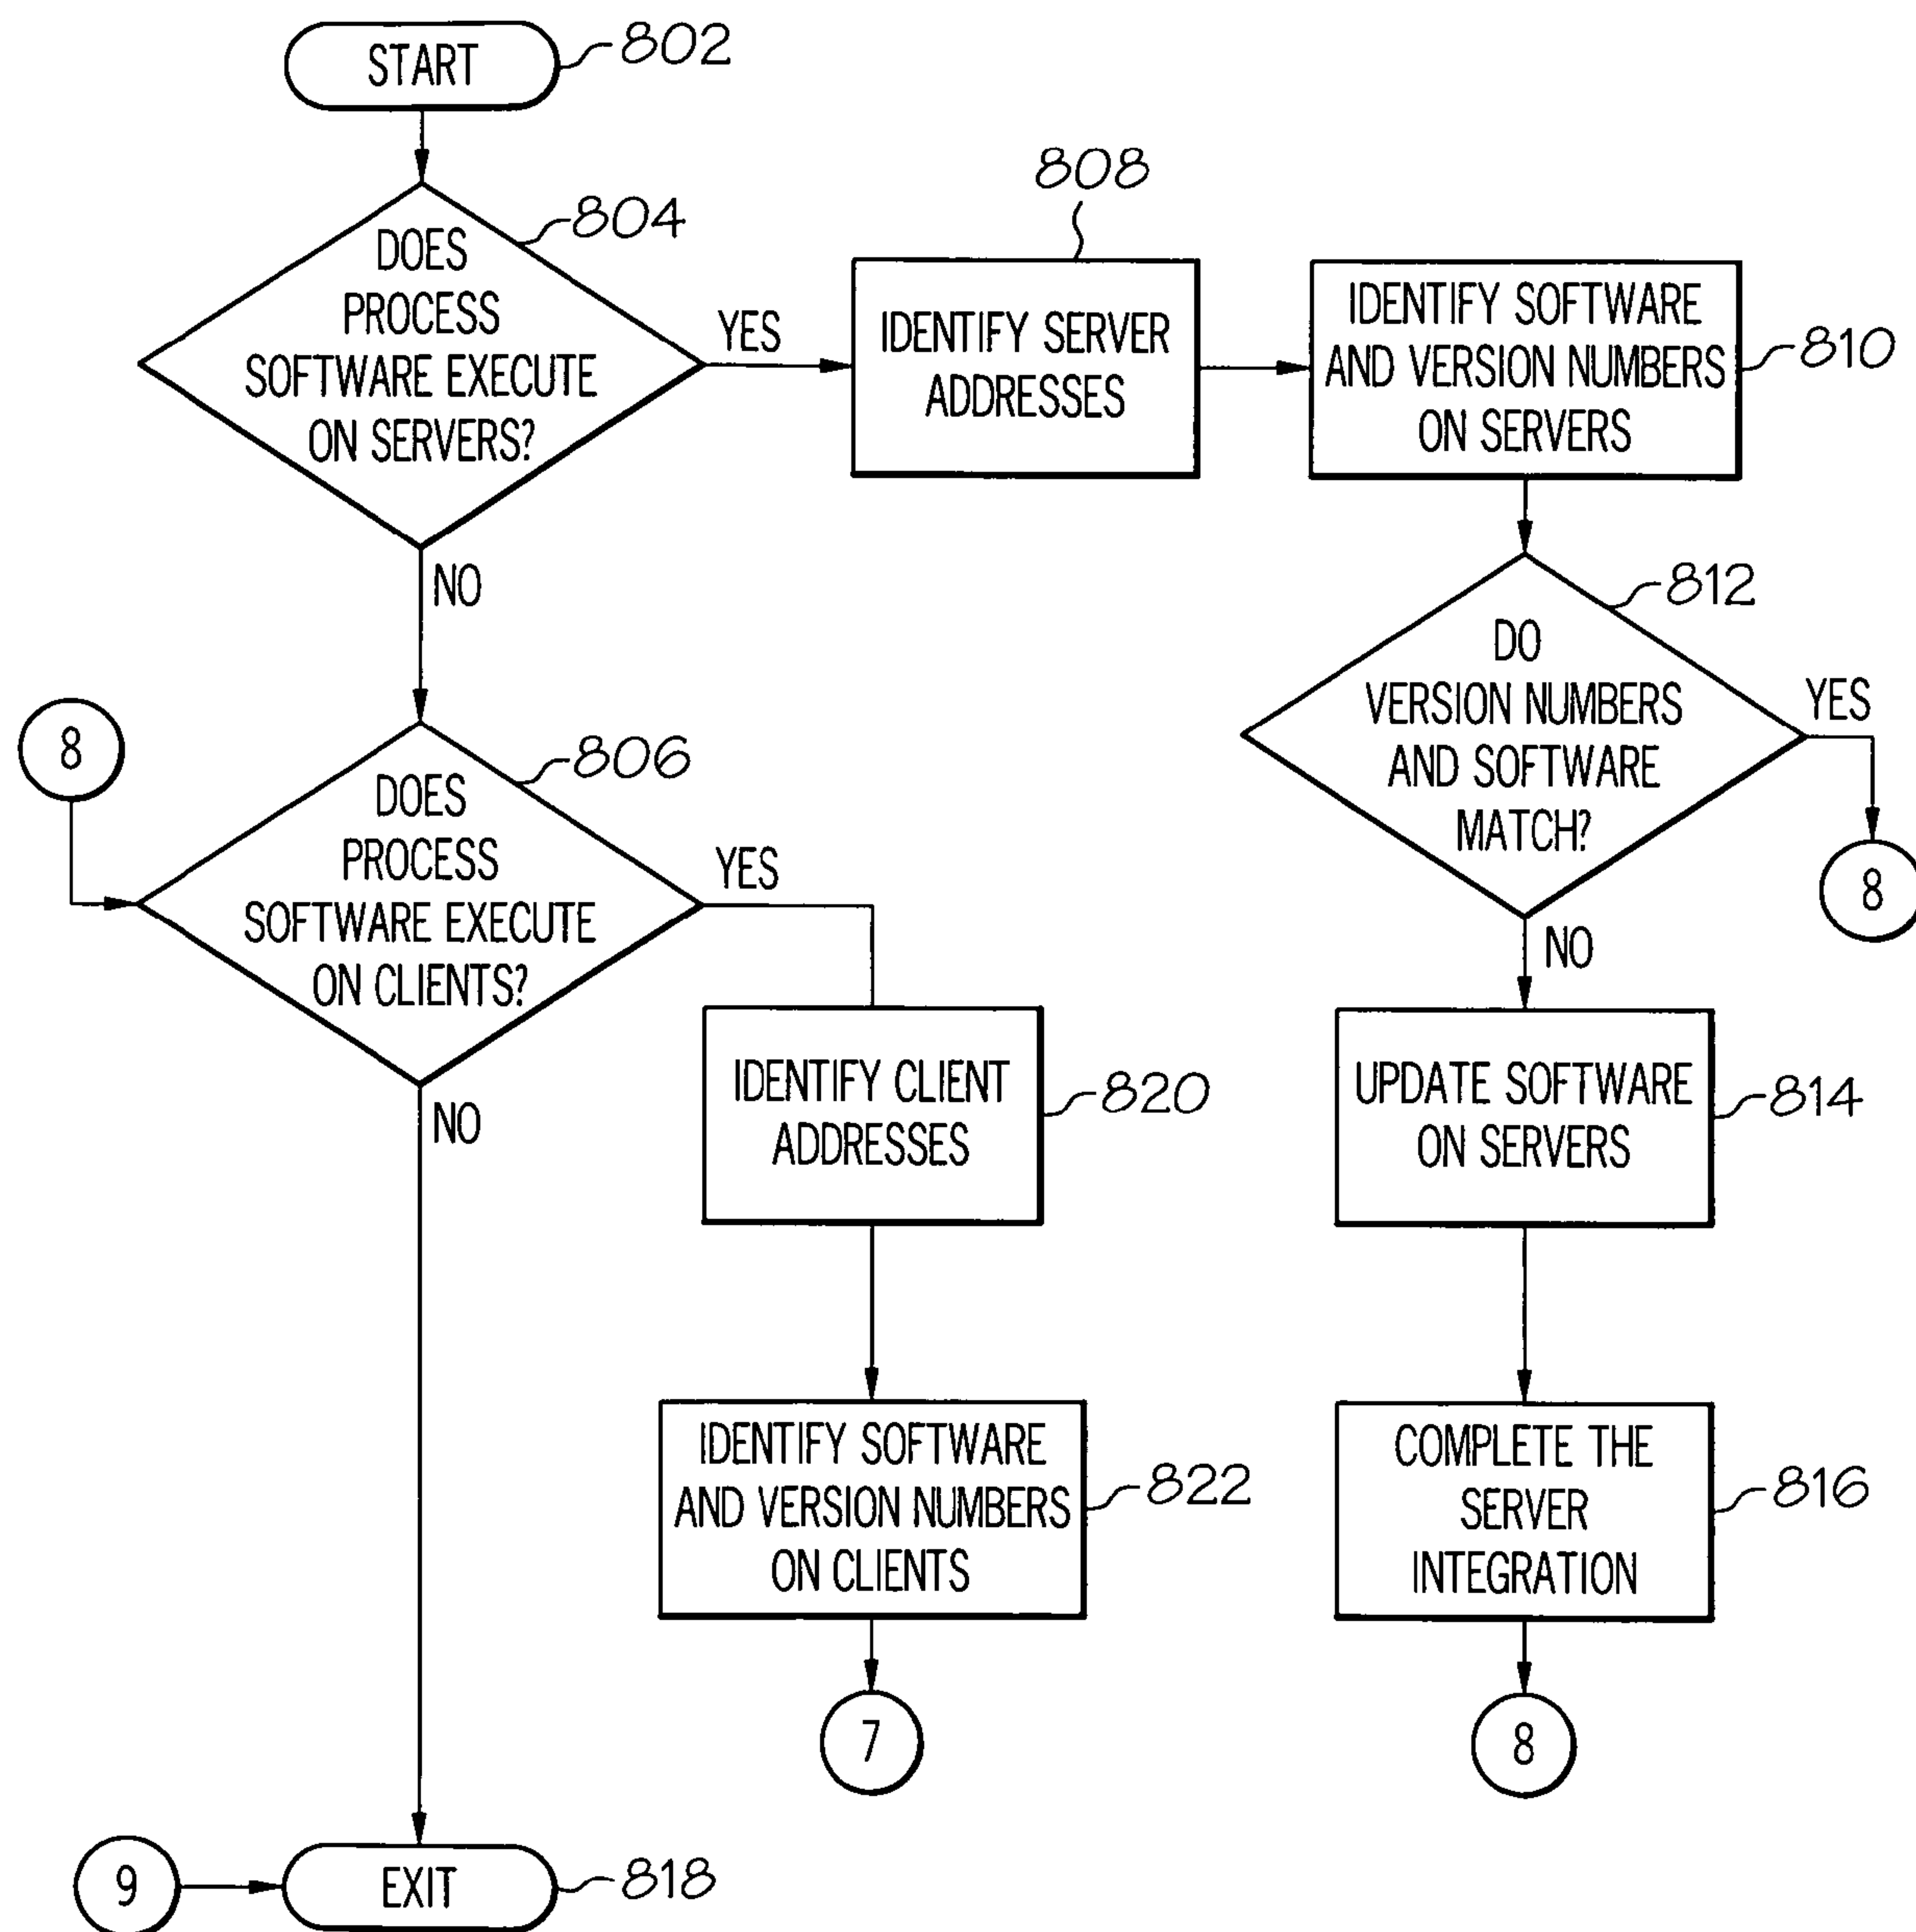 START
802
DOES
PROCESS
SOFTWARE EXECUTE
ON SERVERS?
804
YES
NO
808
IDENTIFY SERVER
ADDRESSES
IDENTIFY SOFTWARE
AND VERSION NUMBERS
ON SERVERS
810
DO
VERSION NUMBERS
AND SOFTWARE
MATCH?
812
YES
8
NO
8
DOES
PROCESS
SOFTWARE EXECUTE
ON CLIENTS?
806
YES
NO
IDENTIFY CLIENT
ADDRESSES
820
UPDATE SOFTWARE
ON SERVERS
814
IDENTIFY SOFTWARE
AND VERSION NUMBERS
ON CLIENTS
822
COMPLETE THE
SERVER
INTEGRATION
816
7
8
9
EXIT
818